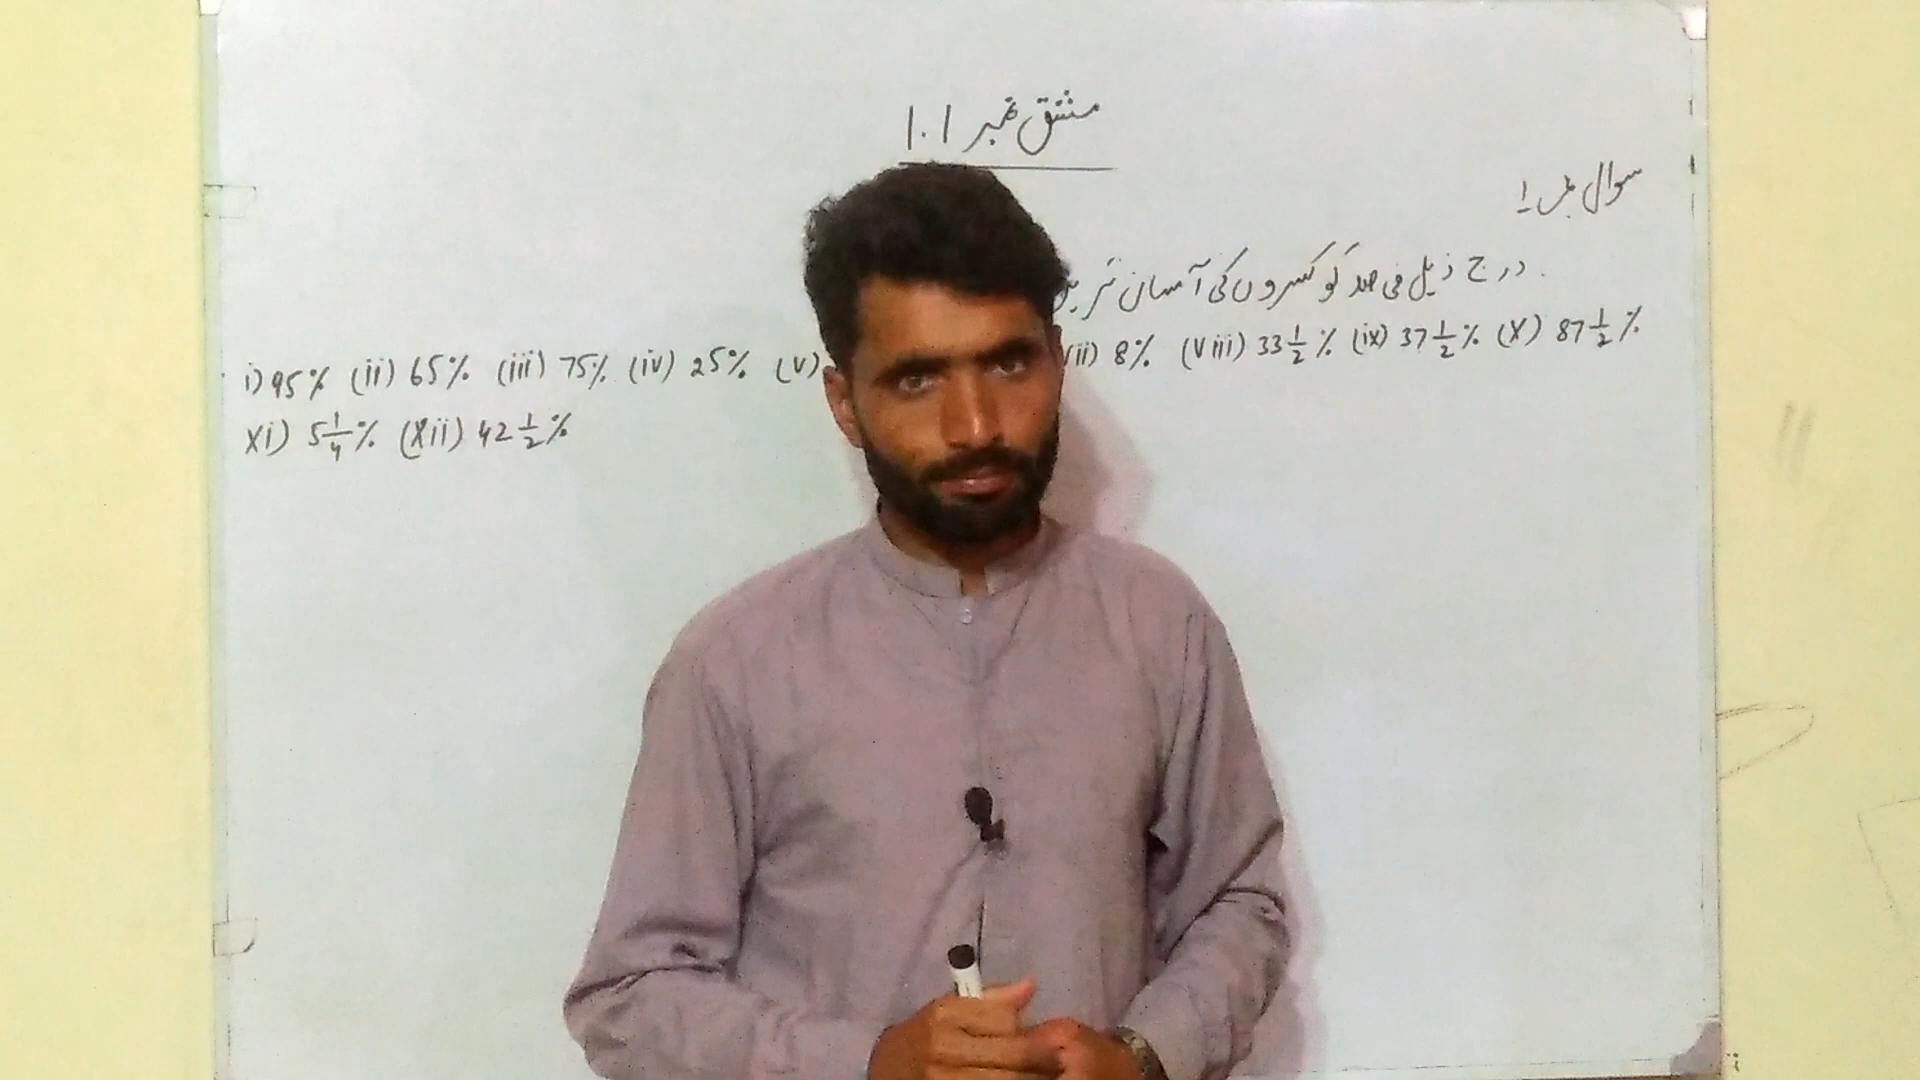 مشق نمبر 1.1
سوال نمبر 1
درج ذیل فی صد کو کسروں کی آسان تر
i) 95% (ii) 65% (iii) 75% (iv) 25% (v) (vii) 8% (viii) 33 1/2 % (ix) 37 1/2 % (X) 87 1/2 %
xi) 5 1/4 % (Xii) 42 1/2 %